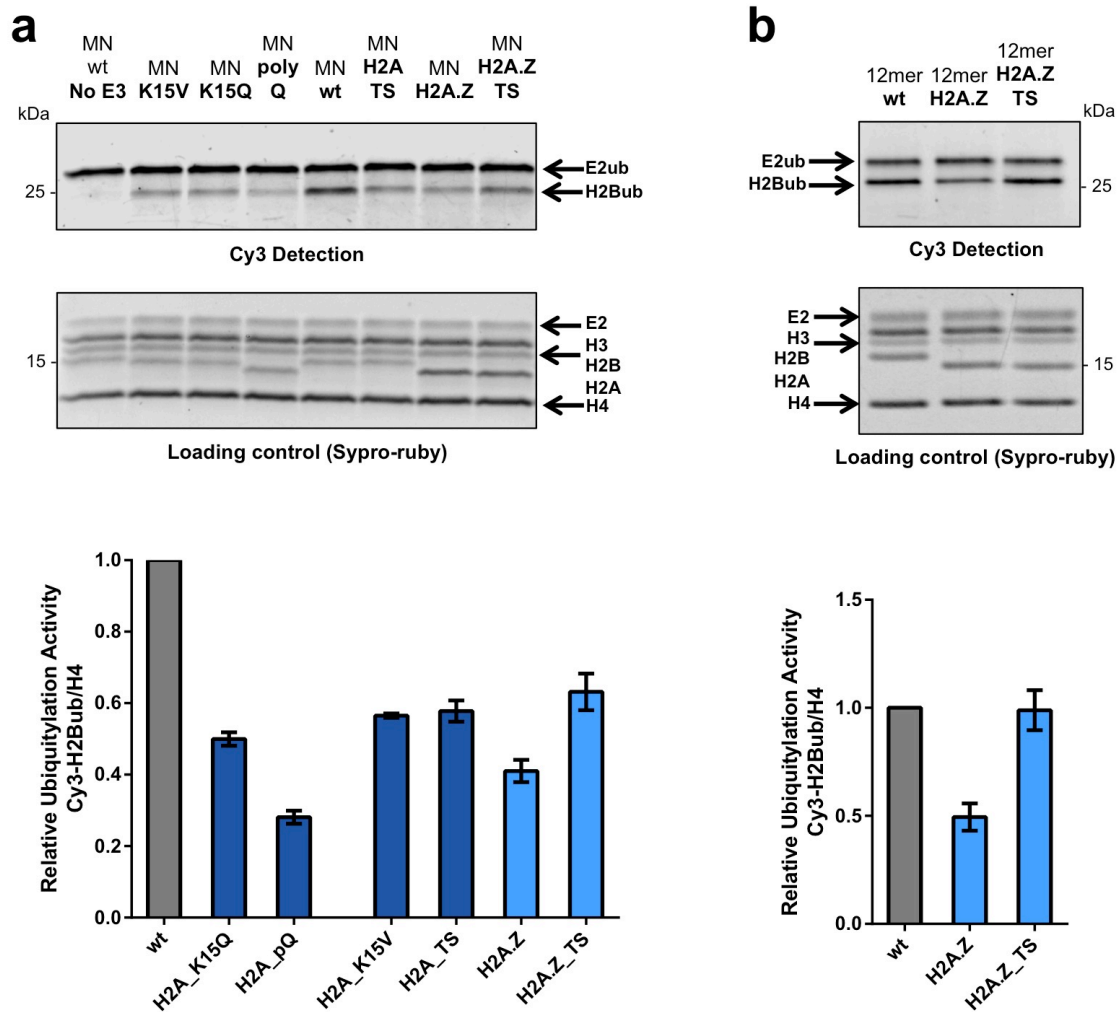 a
MN
wt
No E3
MN
K15V
MN
K15Q
MN
poly
Q
MN
wt
MN
H2A
TS
MN
H2A.Z
MN
H2A.Z
TS
kDa
25 -
E2ub
H2Bub
Cy3 Detection
15 -
E2
H3
H2B
H2A
H4
Loading control (Sypro-ruby)
Relative Ubiquitylation Activity
Cy3-H2Bub/H4
1.0
0.8
0.6
0.4
0.2
0.0
wt
H2A_K15Q
H2A_pQ
H2A_K15V
H2A_TS
H2A.Z
H2A.Z_TS
b
12mer
wt
12mer
H2A.Z
12mer
H2A.Z
TS
kDa
E2ub
H2Bub
- 25
Cy3 Detection
E2
H3
H2B
H2A
H4
- 15
Loading control (Sypro-ruby)
Relative Ubiquitylation Activity
Cy3-H2Bub/H4
1.5
1.0
0.5
0.0
wt
H2A.Z
H2A.Z_TS